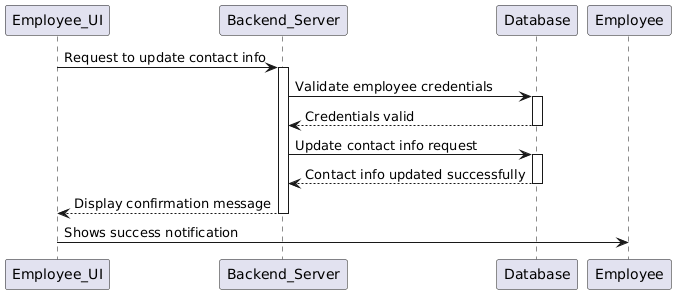 Employee_UI Backend_Server Database Employee
Request to update contact info
Validate employee credentials
Credentials valid
Update contact info request
Contact info updated successfully
Display confirmation message
Shows success notification
Employee_UI Backend_Server Database Employee